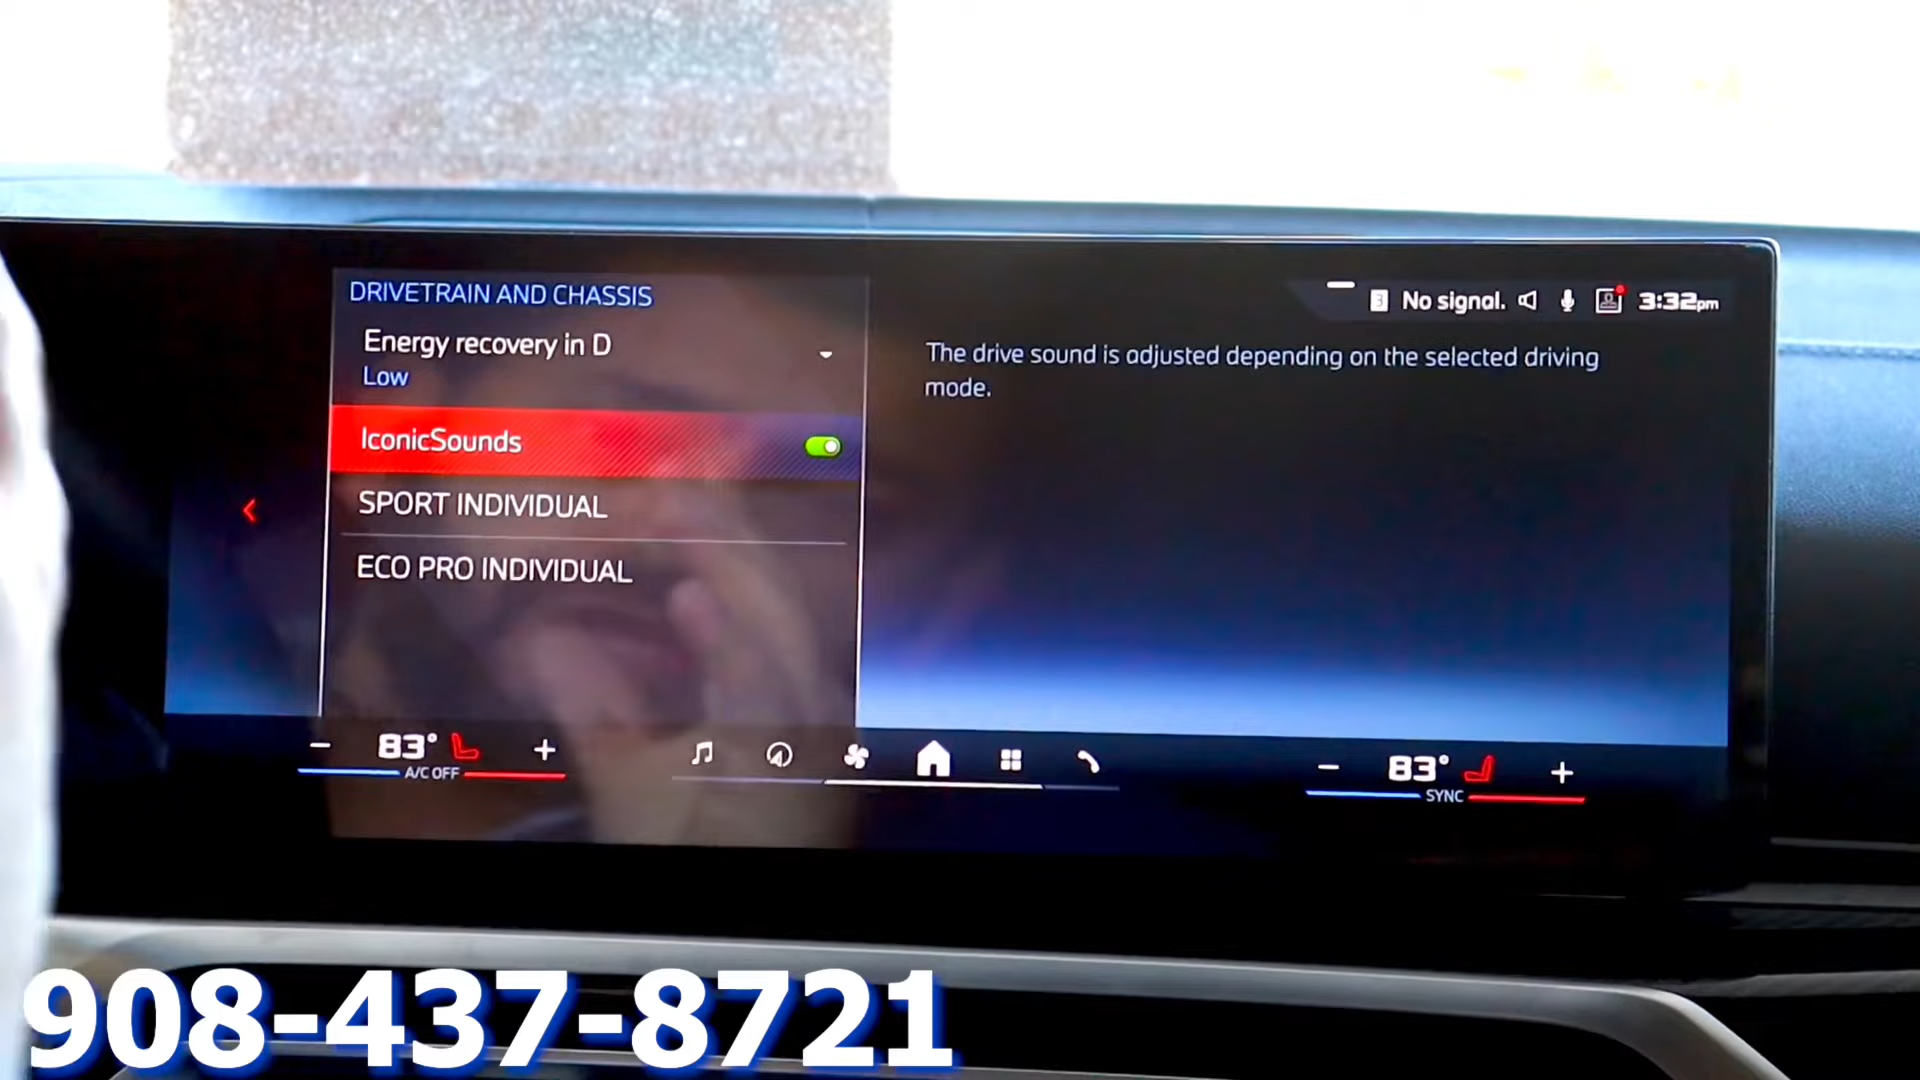 DRIVETRAIN AND CHASSIS
Energy recovery in D
Low
IconicSounds
SPORT INDIVIDUAL
ECO PRO INDIVIDUAL
3 No signal. 3:32pm
The drive sound is adjusted depending on the selected driving
mode.
− 83° +
A/C OFF
− 83° +
SYNC
908-437-8721